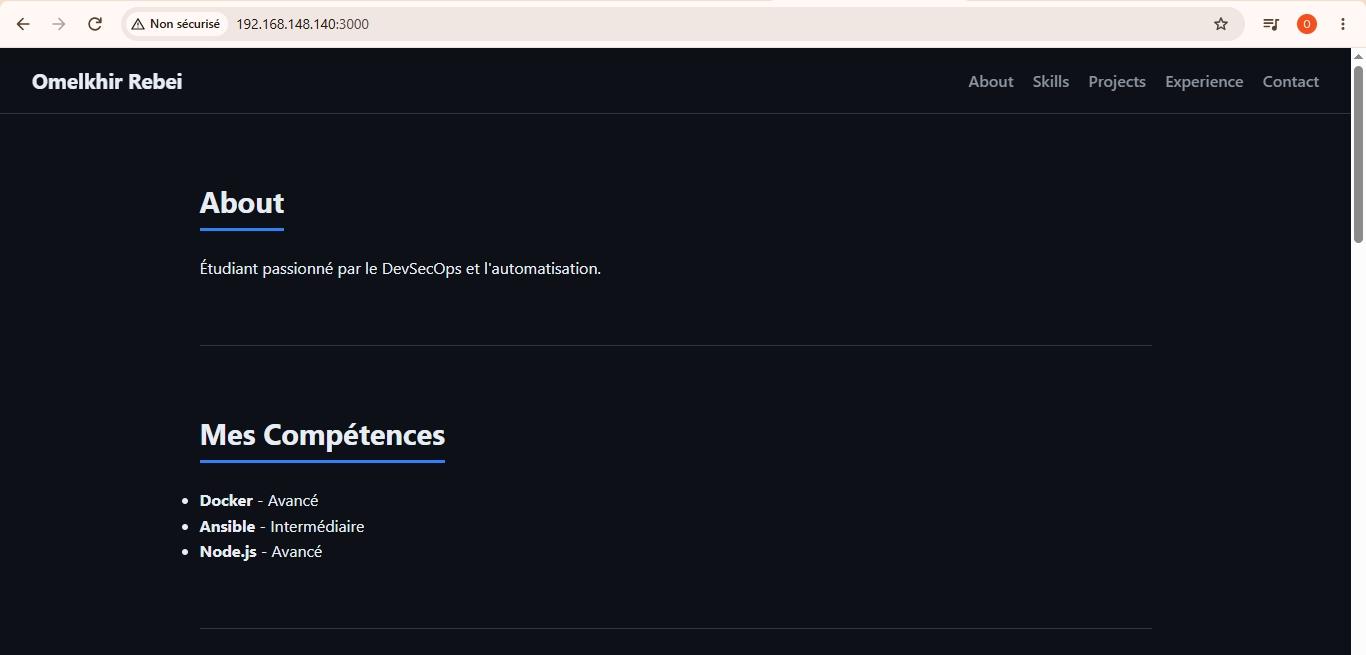 Non sécurisé 192.168.148.140:3000 O
Omelkhir Rebei About Skills Projects Experience Contact
About
Étudiant passionné par le DevSecOps et l'automatisation.
Mes Compétences
Docker - Avancé
Ansible - Intermédiaire
Node.js - Avancé